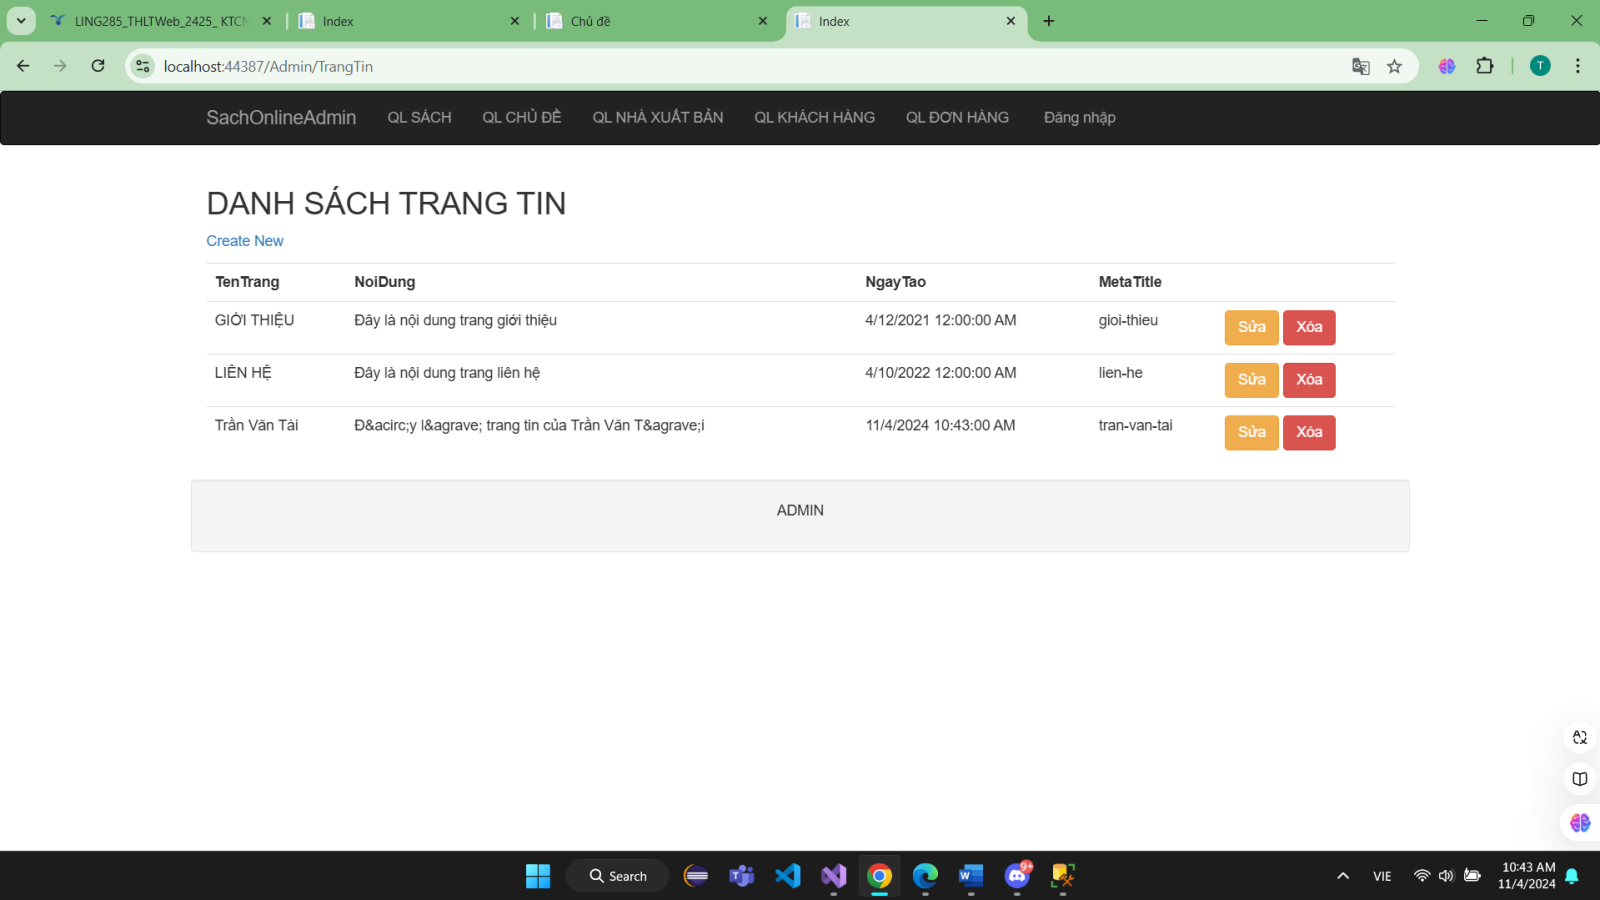 LING285_THLTWeb_2425_ KTCN
Index
Chủ đề
Index
localhost:44387/Admin/TrangTin
T
SachOnlineAdmin QL SÁCH QL CHỦ ĐỀ QL NHÀ XUẤT BẢN QL KHÁCH HÀNG QL ĐƠN HÀNG Đăng nhập
DANH SÁCH TRANG TIN
Create New
TenTrang NoiDung NgayTao MetaTitle
GIỚI THIỆU Đây là nội dung trang giới thiệu 4/12/2021 12:00:00 AM gioi-thieu Sửa Xóa
LIÊN HỆ Đây là nội dung trang liên hệ 4/10/2022 12:00:00 AM lien-he Sửa Xóa
Trần Văn Tài Đ&acirc;y l&agrave; trang tin của Trần Văn T&agrave;i 11/4/2024 10:43:00 AM tran-van-tai Sửa Xóa
ADMIN
Search
9+
VIE
10:43 AM
11/4/2024